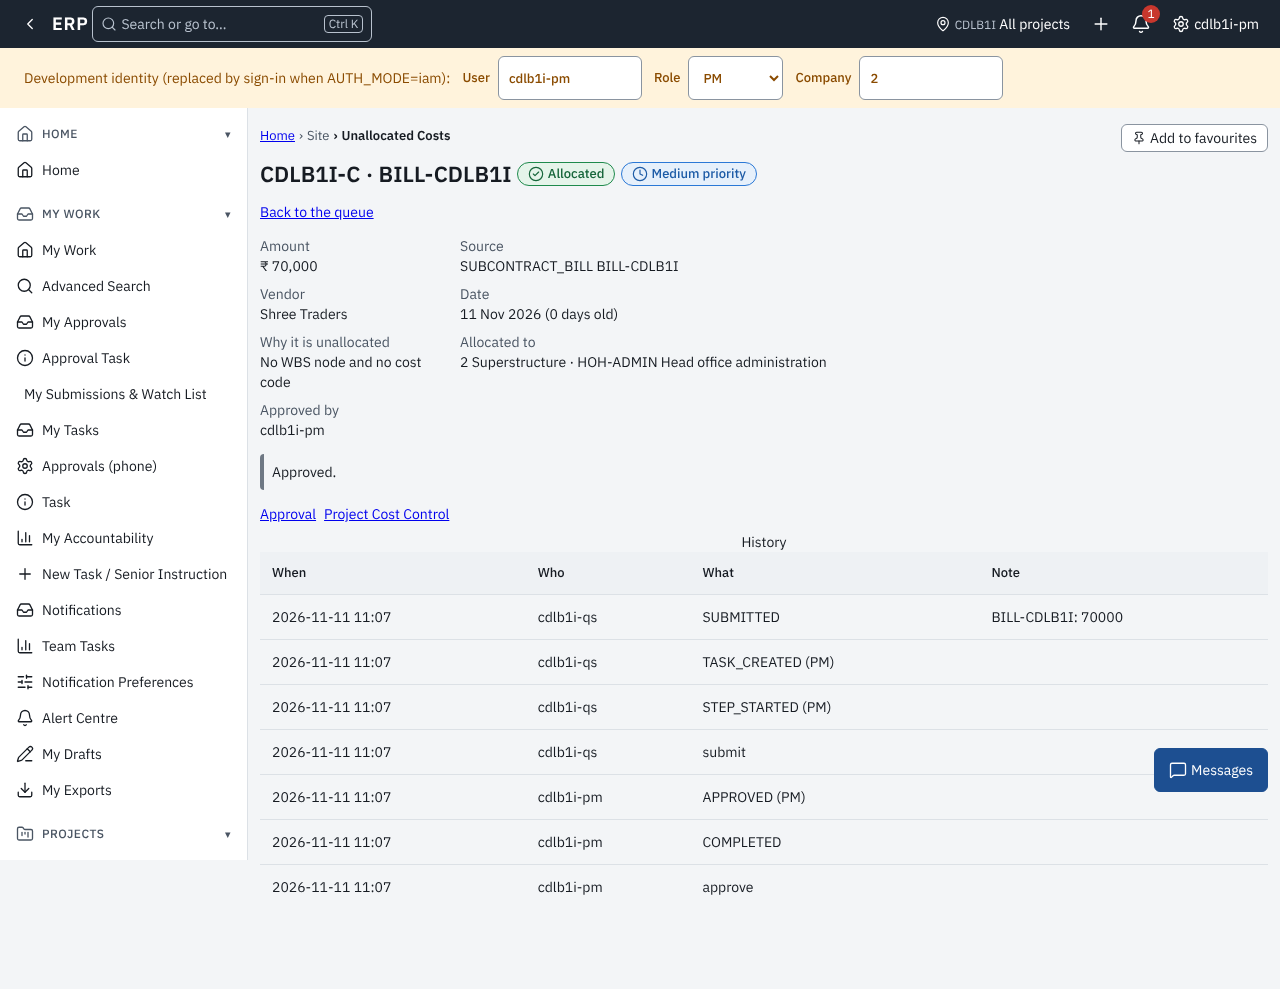 ERP
Search or go to...
Ctrl K
CDLB1I All projects
1
cdlb1i-pm
Development identity (replaced by sign-in when AUTH_MODE=iam):
User
cdlb1i-pm
Role
PM
Company
2
HOME
Home
MY WORK
My Work
Advanced Search
My Approvals
Approval Task
My Submissions & Watch List
My Tasks
Approvals (phone)
Task
My Accountability
New Task / Senior Instruction
Notifications
Team Tasks
Notification Preferences
Alert Centre
My Drafts
My Exports
PROJECTS
Home › Site › Unallocated Costs
Add to favourites
CDLB1I-C · BILL-CDLB1I
Allocated
Medium priority
Back to the queue
Amount
₹ 70,000
Source
SUBCONTRACT_BILL BILL-CDLB1I
Vendor
Shree Traders
Date
11 Nov 2026 (0 days old)
Why it is unallocated
No WBS node and no cost
code
Allocated to
2 Superstructure · HOH-ADMIN Head office administration
Approved by
cdlb1i-pm
Approved.
Approval Project Cost Control
History
When Who What Note
2026-11-11 11:07 cdlb1i-qs SUBMITTED BILL-CDLB1I: 70000
2026-11-11 11:07 cdlb1i-qs TASK_CREATED (PM)
2026-11-11 11:07 cdlb1i-qs STEP_STARTED (PM)
2026-11-11 11:07 cdlb1i-qs submit
2026-11-11 11:07 cdlb1i-pm APPROVED (PM)
2026-11-11 11:07 cdlb1i-pm COMPLETED
2026-11-11 11:07 cdlb1i-pm approve
Messages